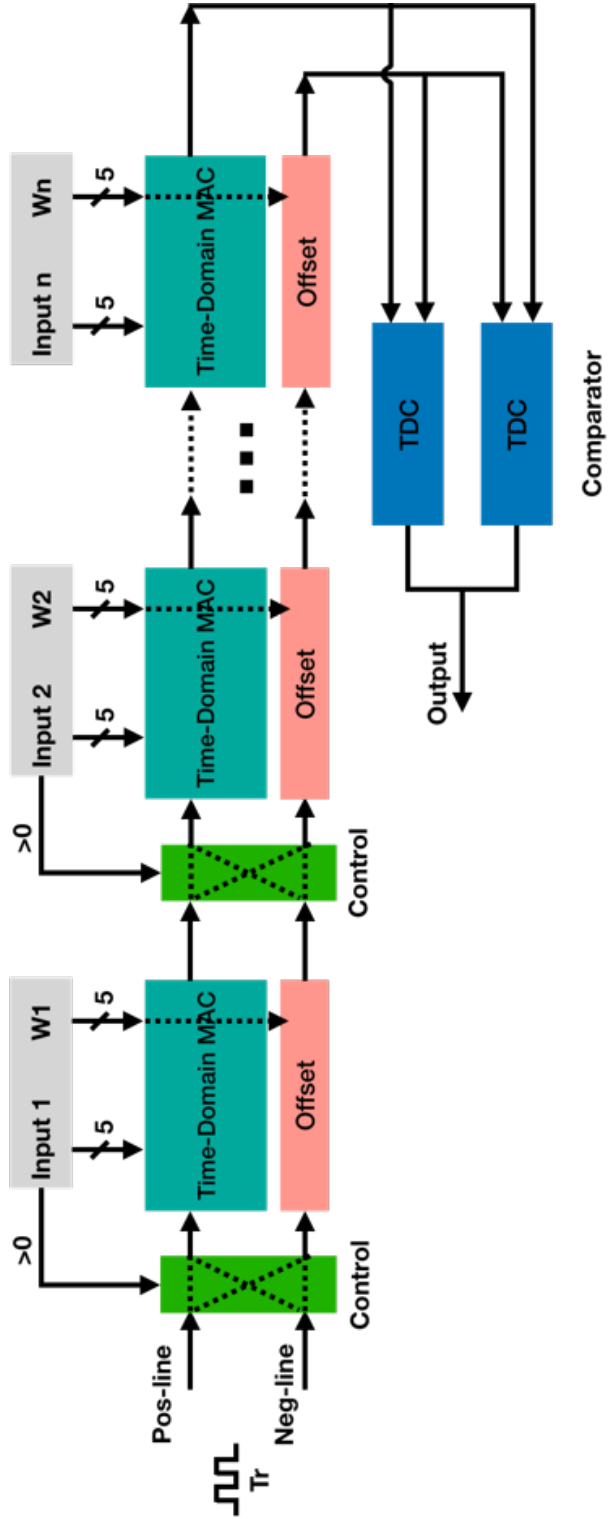 Input 1 W1
Input 2 W2
Input n Wn
>0
5
5
>0
5
5
5
5
Pos-line
Time-Domain MAC
Time-Domain MAC
Time-Domain MAC
Tr
Neg-line
Offset
Offset
Offset
Control
Control
Output
TDC
TDC
Comparator